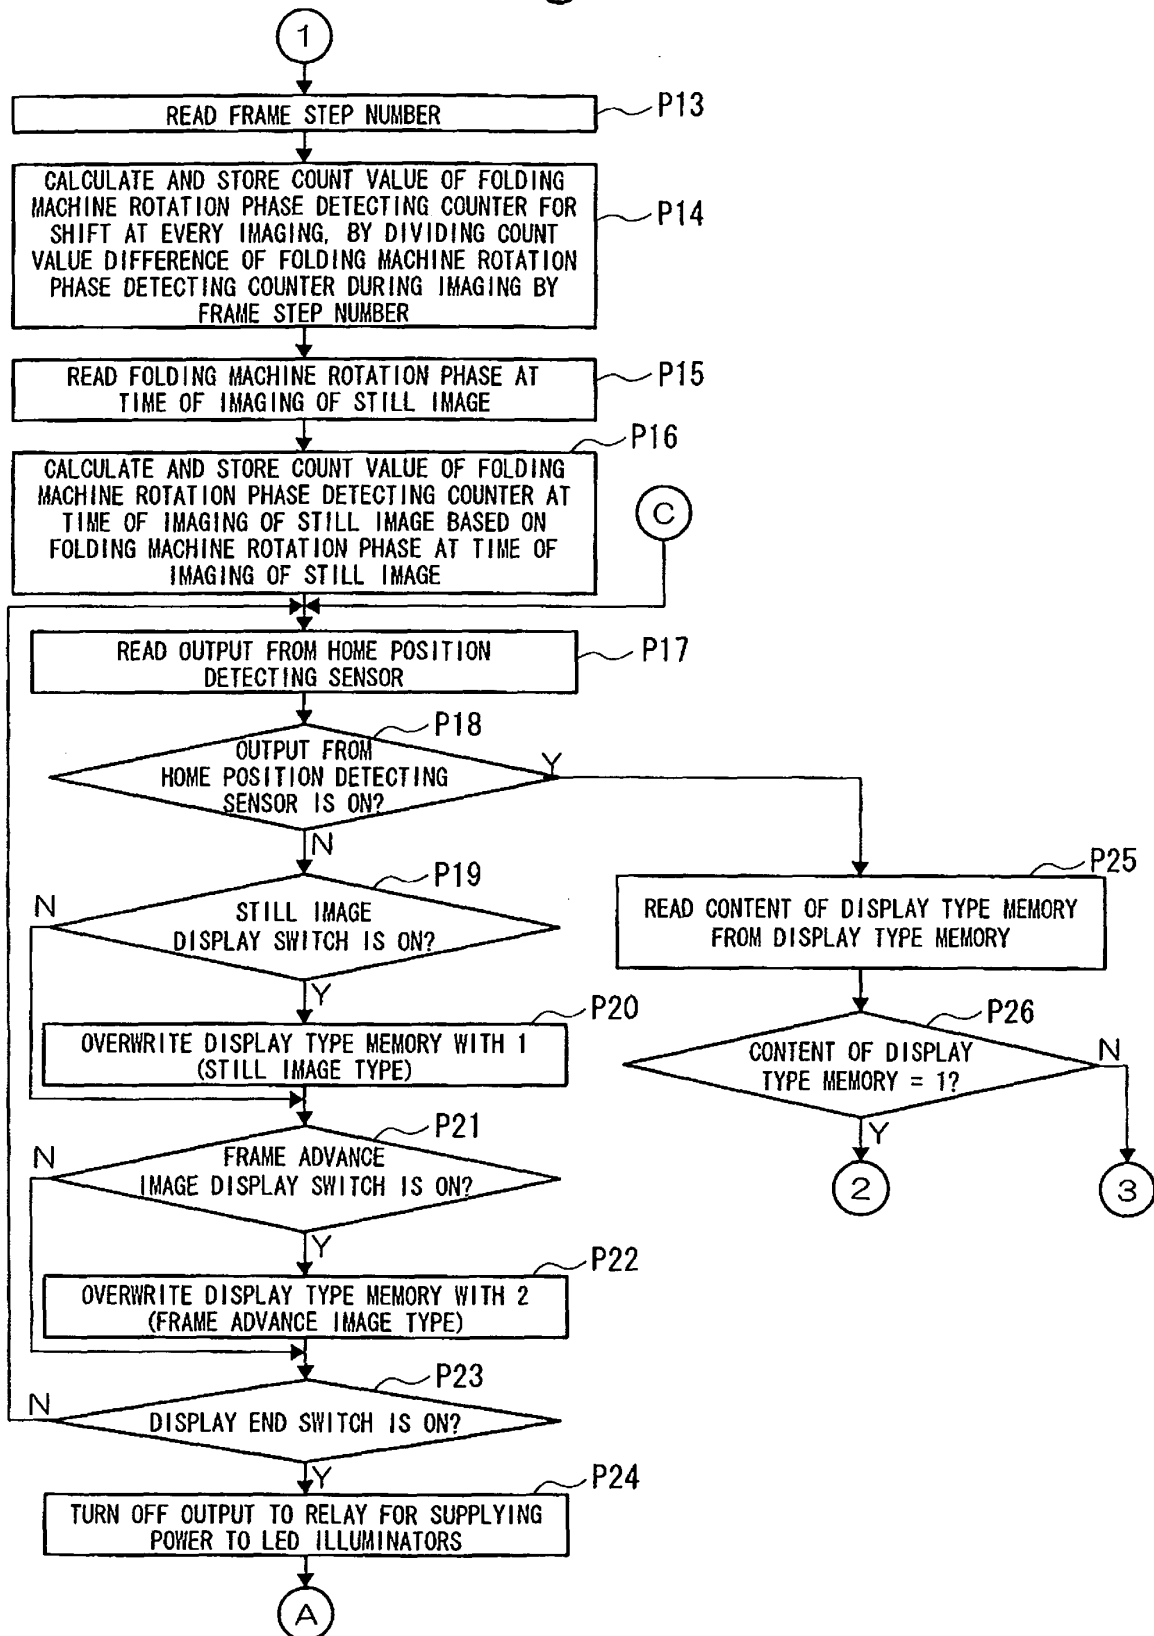 1
READ FRAME STEP NUMBER
P13
CALCULATE AND STORE COUNT VALUE OF FOLDING
MACHINE ROTATION PHASE DETECTING COUNTER FOR
SHIFT AT EVERY IMAGING, BY DIVIDING COUNT
VALUE DIFFERENCE OF FOLDING MACHINE ROTATION
PHASE DETECTING COUNTER DURING IMAGING BY
FRAME STEP NUMBER
P14
READ FOLDING MACHINE ROTATION PHASE AT
TIME OF IMAGING OF STILL IMAGE
P15
P16
CALCULATE AND STORE COUNT VALUE OF FOLDING
MACHINE ROTATION PHASE DETECTING COUNTER AT
TIME OF IMAGING OF STILL IMAGE BASED ON
FOLDING MACHINE ROTATION PHASE AT TIME OF
IMAGING OF STILL IMAGE
C
READ OUTPUT FROM HOME POSITION
DETECTING SENSOR
P17
P18
OUTPUT FROM
HOME POSITION DETECTING
SENSOR IS ON?
Y
N
P19
STILL IMAGE
DISPLAY SWITCH IS ON?
N
Y
P20
OVERWRITE DISPLAY TYPE MEMORY WITH 1
(STILL IMAGE TYPE)
P21
FRAME ADVANCE
IMAGE DISPLAY SWITCH IS ON?
N
Y
P22
OVERWRITE DISPLAY TYPE MEMORY WITH 2
(FRAME ADVANCE IMAGE TYPE)
P23
DISPLAY END SWITCH IS ON?
N
Y
P24
TURN OFF OUTPUT TO RELAY FOR SUPPLYING
POWER TO LED ILLUMINATORS
A
P25
READ CONTENT OF DISPLAY TYPE MEMORY
FROM DISPLAY TYPE MEMORY
P26
CONTENT OF DISPLAY
TYPE MEMORY = 1?
N
Y
2
3